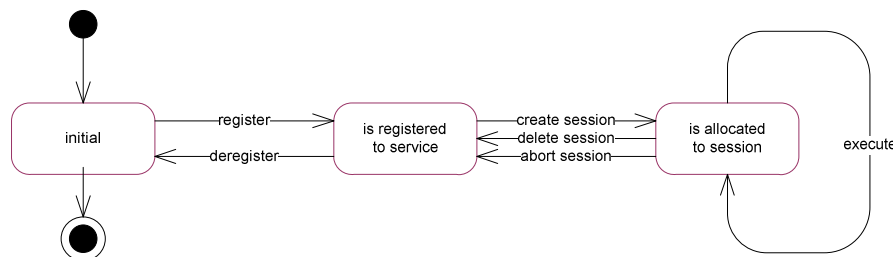 initial
register
deregister
is registered
to service
create session
delete session
abort session
is allocated
to session
execute